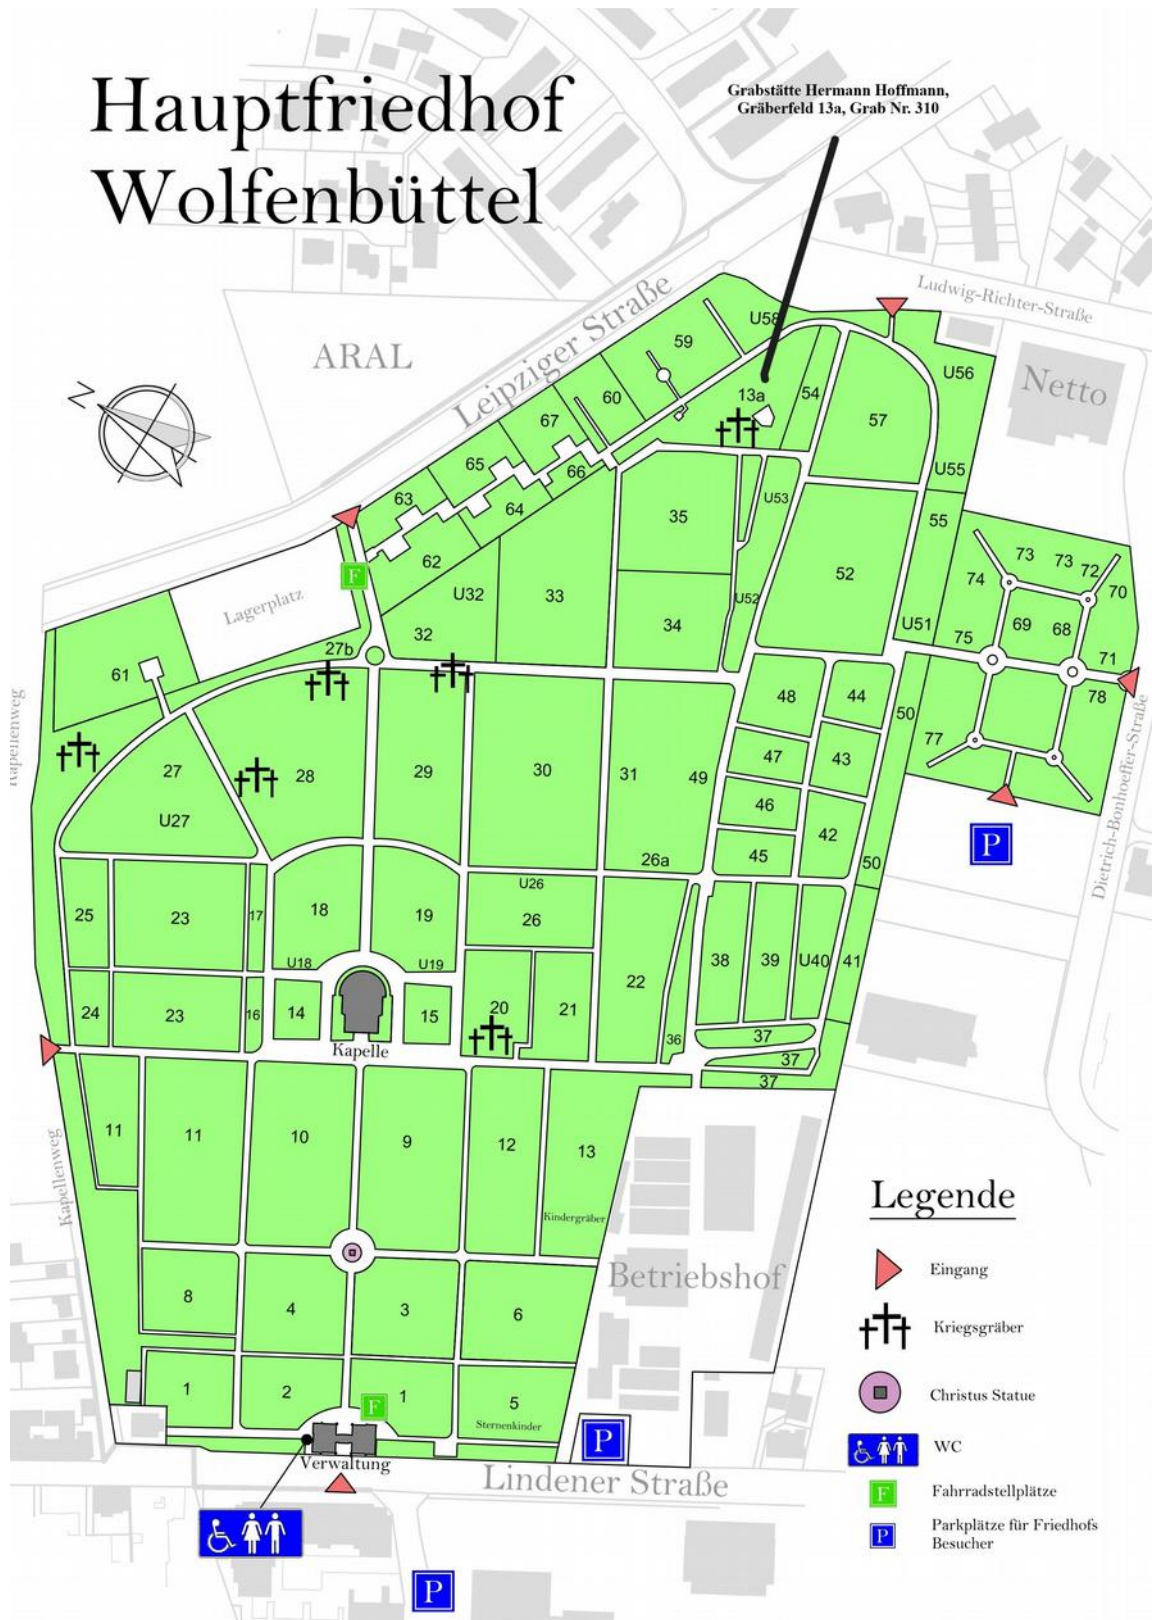 Hauptfriedhof
Wolfenbüttel
Grabstätte Hermann Hoffmann,
Gräberfeld 13a, Grab Nr. 310
ARAL
Leipziger Straße
Ludwig-Richter-Straße
Netto
N
U58
59
U56
60
13a
54
57
67
65
66
U55
63
64
35
U53
55
62
73
73
72
F
52
74
70
Lagerplatz
U32
33
U52
U51
69
68
32
34
75
27b
71
61
48
44
78
50
Kapellenweg
77
47
43
27
28
29
30
31
49
46
42
U27
P
Dietrich-Bonhoeffer-Straße
45
26a
50
U26
25
23
17
18
19
26
38
39
U40
41
U18
U19
22
24
23
16
14
15
20
21
37
36
Kapelle
37
37
11
11
10
9
12
13
Kapellenweg
Kindergräber
Betriebshof
8
4
3
6
1
2
1
5
F
Sternenkinder
P
Verwaltung
Lindener Straße
P
Legende
Eingang
Kriegsgräber
Christus Statue
WC
F Fahrradstellplätze
P Parkplätze für Friedhofs
Besucher